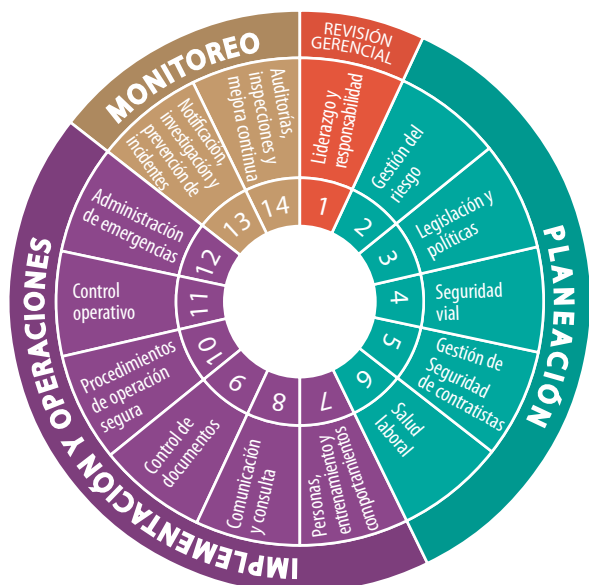 REVISIÓN
GERENCIAL
Liderazgo y
responsabilidad
1
PLANEACIÓN
Gestión del
riesgo
2
Legislación y
políticas
3
Seguridad
vial
4
Gestión de
Seguridad
de contratistas
5
Salud
laboral
6
IMPLEMENTACIÓN Y OPERACIONES
Personas,
entrenamiento y
comportamientos
7
Comunicación
y consulta
8
Control de
documentos
9
Procedimientos
de operación
segura
10
Control
operativo
11
Administración
de emergencias
12
MONITOREO
Notificación,
investigación y
prevención de
incidentes
13
Auditorías,
inspecciones y
mejora continua
14